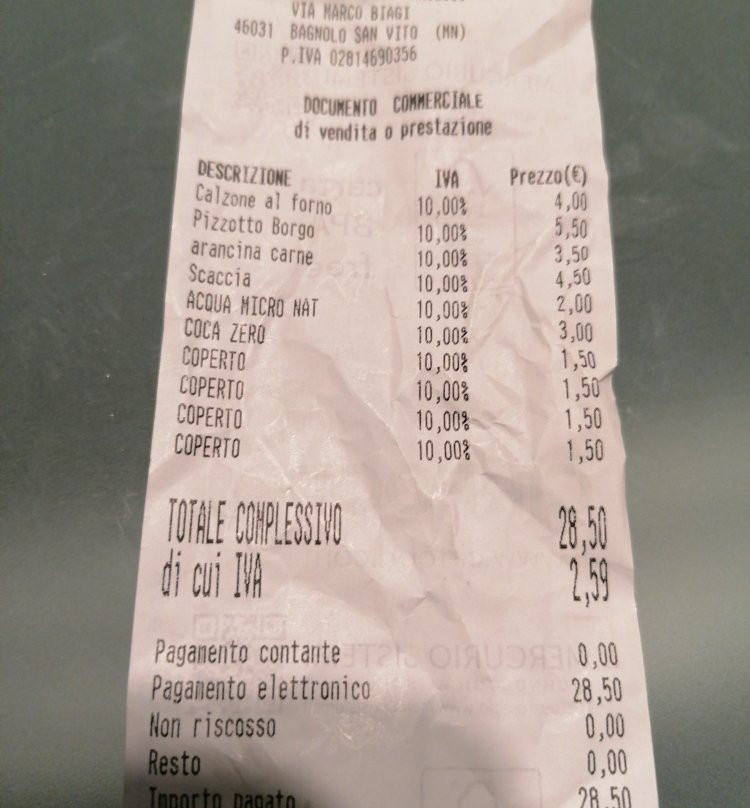 VIA MARCO BIAGI
46031 BAGNOLO SAN VITO (MN)
P.IVA 02814690356
DOCUMENTO COMMERCIALE
di vendita o prestazione
DESCRIZIONE IVA Prezzo(€)
Calzone al forno 10,00% 4,00
Pizzotto Borgo 10,00% 5,50
arancina carne 10,00% 3,50
Scaccia 10,00% 4,50
ACQUA MICRO NAT 10,00% 2,00
COCA ZERO 10,00% 3,00
COPERTO 10,00% 1,50
COPERTO 10,00% 1,50
COPERTO 10,00% 1,50
COPERTO 10,00% 1,50
TOTALE COMPLESSIVO 28,50
di cui IVA 2,59
Pagamento contante 0,00
Pagamento elettronico 28,50
Non riscosso 0,00
Resto 0,00
Importo pagato 28,50